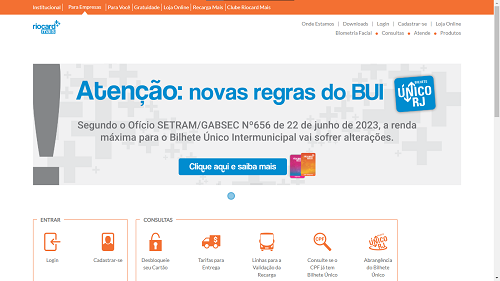 Institucional Para Empresas Para Você Gratuidade Loja Online Recarga Mais Clube Riocard Mais
riocard
mais
Onde Estamos Downloads Login Cadastrar-se Loja Online
Biometria Facial Consultas Atende Produtos
Atenção: novas regras do BUI
BILHETE
ÚNICO
RJ
Segundo o Ofício SETRAM/GABSEC Nº656 de 22 de junho de 2023, a renda
máxima para o Bilhete Único Intermunicipal vai sofrer alterações.
Clique aqui e saiba mais
ENTRAR
CONSULTAS
CPF
ÚNICO
RJ
Login
Cadastrar-se
Desbloqueie
seu Cartão
Tarifas para
Entrega
Linhas para a
Validação da
Recarga
Consulte se o
CPF Já tem
Bilhete Único
Abrangência
do Bilhete
Único